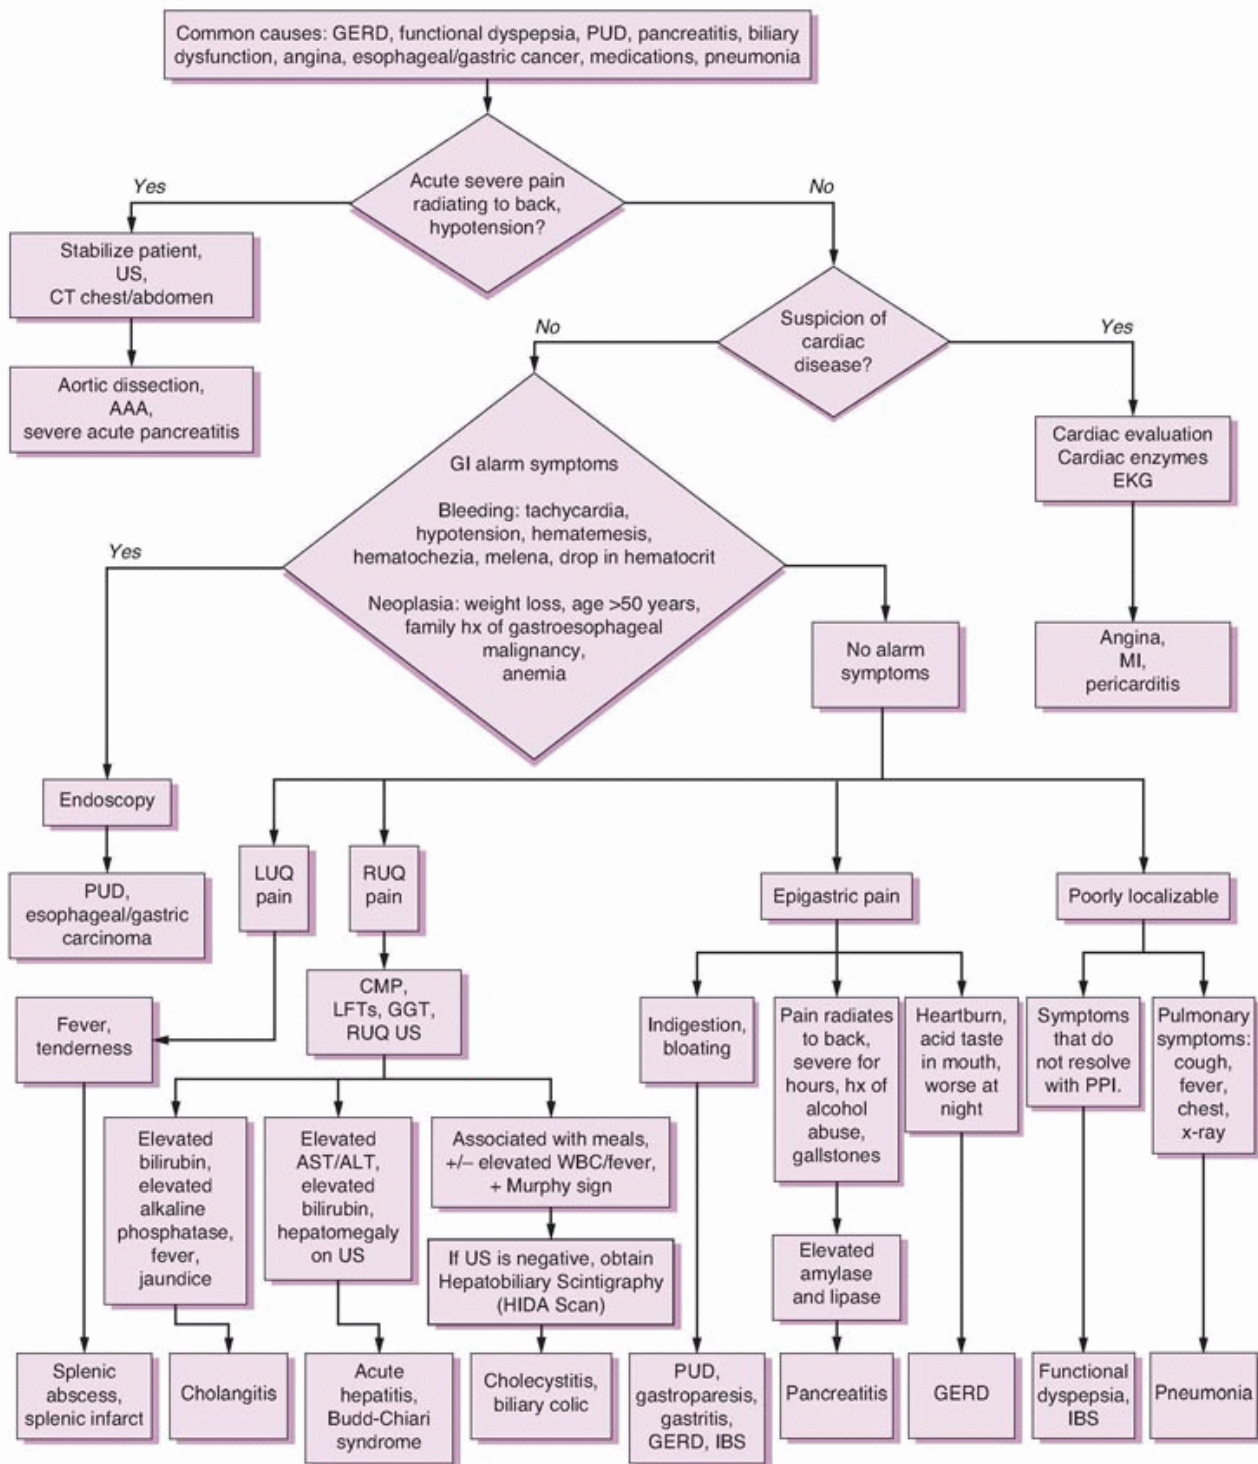 Common causes: GERD, functional dyspepsia, PUD, pancreatitis, biliary
dysfunction, angina, esophageal/gastric cancer, medications, pneumonia
Acute severe pain
radiating to back,
hypotension?
Yes
No
Stabilize patient,
US,
CT chest/abdomen
Aortic dissection,
AAA,
severe acute pancreatitis
Suspicion of
cardiac
disease?
No
Yes
Cardiac evaluation
Cardiac enzymes
EKG
Angina,
MI,
pericarditis
GI alarm symptoms
Bleeding: tachycardia,
hypotension, hematemesis,
hematochezia, melena, drop in hematocrit
Neoplasia: weight loss, age >50 years,
family hx of gastroesophageal
malignancy,
anemia
Yes
No alarm
symptoms
Endoscopy
PUD,
esophageal/gastric
carcinoma
LUQ
pain
RUQ
pain
Epigastric pain
Poorly localizable
Fever,
tenderness
CMP,
LFTs, GGT,
RUQ US
Indigestion,
bloating
Pain radiates
to back,
severe for
hours, hx of
alcohol
abuse,
gallstones
Heartburn,
acid taste
in mouth,
worse at
night
Symptoms
that do
not resolve
with PPI.
Pulmonary
symptoms:
cough,
fever,
chest,
x-ray
Elevated
bilirubin,
elevated
alkaline
phosphatase,
fever,
jaundice
Elevated
AST/ALT,
elevated
bilirubin,
hepatomegaly
on US
Associated with meals,
+/– elevated WBC/fever,
+ Murphy sign
If US is negative, obtain
Hepatobiliary Scintigraphy
(HIDA Scan)
Elevated
amylase
and lipase
Splenic
abscess,
splenic infarct
Cholangitis
Acute
hepatitis,
Budd-Chiari
syndrome
Cholecystitis,
biliary colic
PUD,
gastroparesis,
gastritis,
GERD, IBS
Pancreatitis
GERD
Functional
dyspepsia,
IBS
Pneumonia